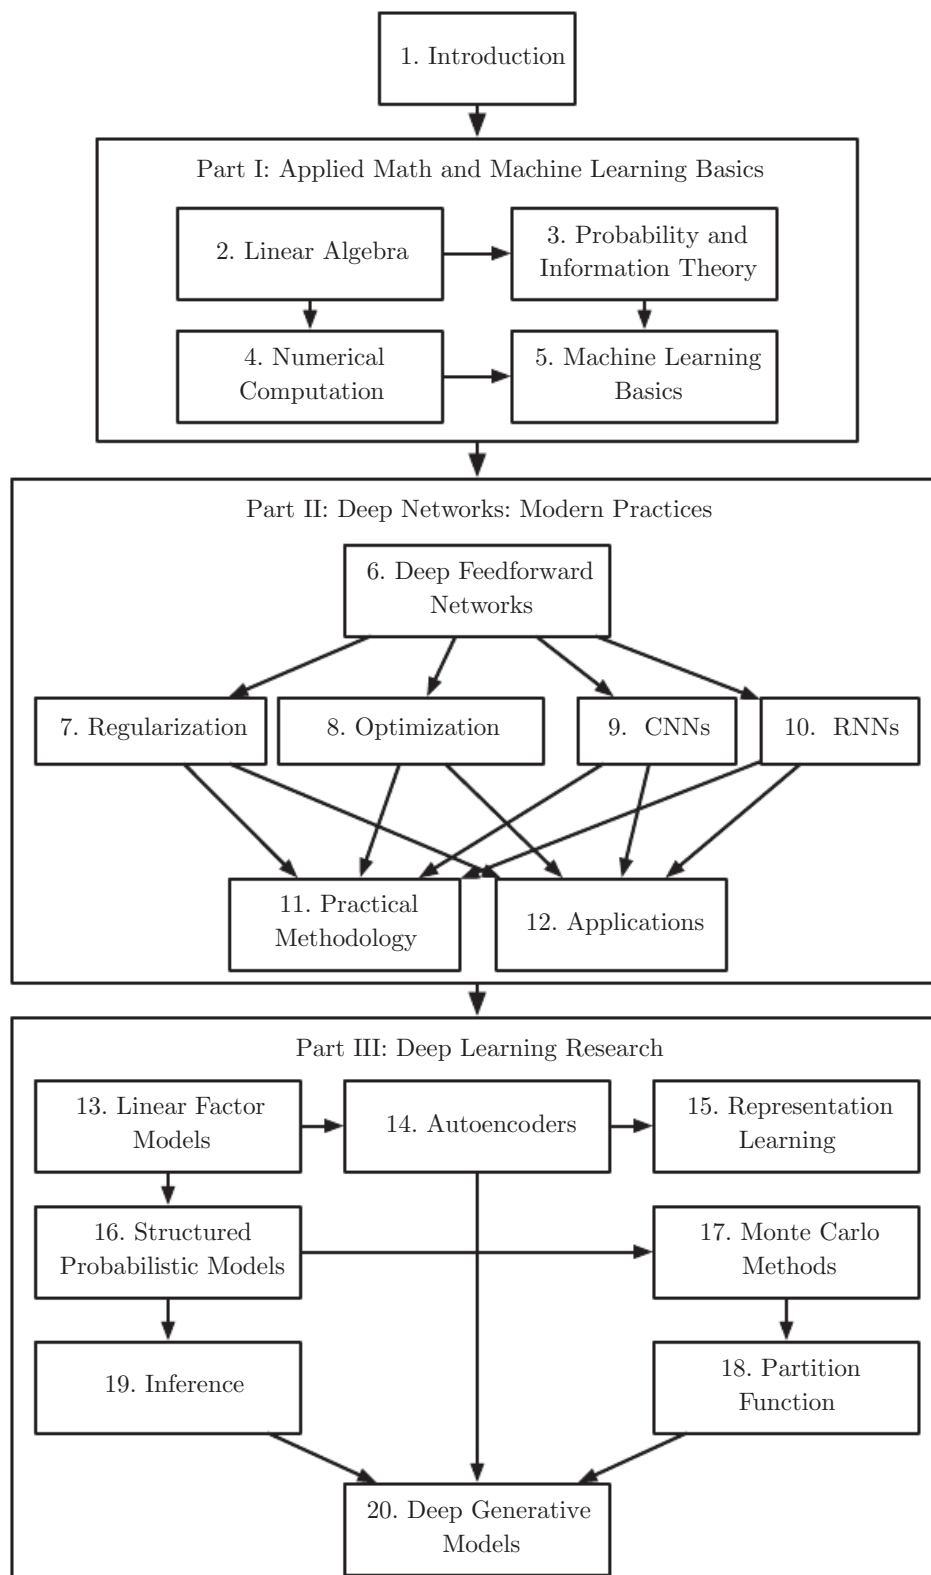 1. Introduction
Part I: Applied Math and Machine Learning Basics
2. Linear Algebra
3. Probability and
Information Theory
4. Numerical
Computation
5. Machine Learning
Basics
Part II: Deep Networks: Modern Practices
6. Deep Feedforward
Networks
7. Regularization
8. Optimization
9. CNNs
10. RNNs
11. Practical
Methodology
12. Applications
Part III: Deep Learning Research
13. Linear Factor
Models
14. Autoencoders
15. Representation
Learning
16. Structured
Probabilistic Models
17. Monte Carlo
Methods
19. Inference
18. Partition
Function
20. Deep Generative
Models